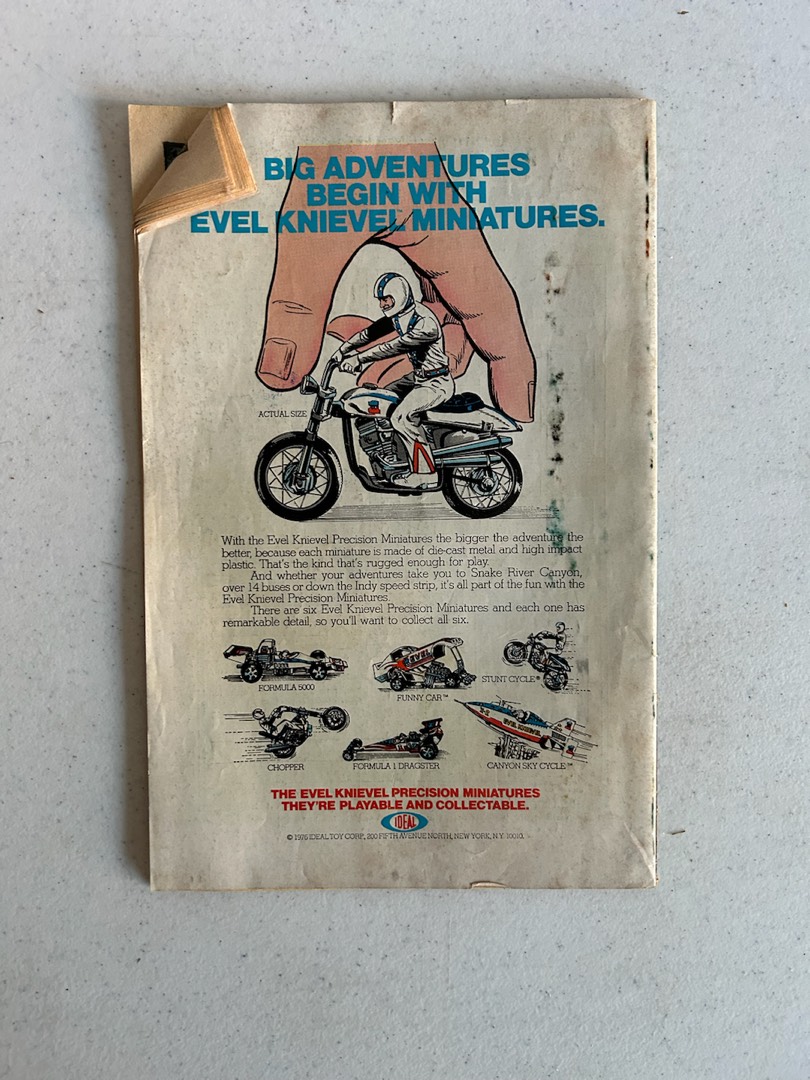 BIG ADVENTURES
BEGIN WITH
EVEL KNIEVEL™ MINIATURES.
ACTUAL SIZE
With the Evel Knievel Precision Miniatures the bigger the adventure the
better, because each miniature is made of die-cast metal and high impact
plastic. That's the kind that's rugged enough for play.
And whether your adventures take you to Snake River Canyon,
over 14 buses or down the Indy speed strip, it's all part of the fun with the
Evel Knievel Precision Miniatures.
There are six Evel Knievel Precision Miniatures and each one has
remarkable detail, so you'll want to collect all six.
EVEL
EVEL KNIEVEL
FORMULA 5000
FUNNY CAR™
STUNT CYCLE®
CHOPPER
FORMULA 1 DRAGSTER
CANYON SKY CYCLE™
THE EVEL KNIEVEL PRECISION MINIATURES
THEY'RE PLAYABLE AND COLLECTABLE.
IDEAL
© 1976 IDEAL TOY CORP., 200 FIFTH AVENUE NORTH, NEW YORK, N.Y. 10010.